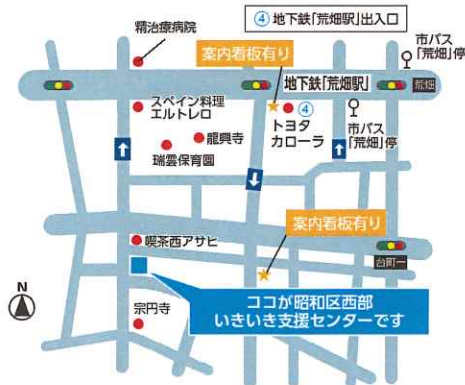 ④ 地下鉄「荒畑駅」出入口
精治療病院
市バス
「荒畑」停
案内看板有り
地下鉄「荒畑駅」
荒畑
スペイン料理
エルトレロ
④
トヨタ
カローラ
市バス
「荒畑」停
龍興寺
瑞雲保育園
案内看板有り
喫茶西アサヒ
台町一
N
ココが昭和区西部
いきいき支援センターです
宗円寺